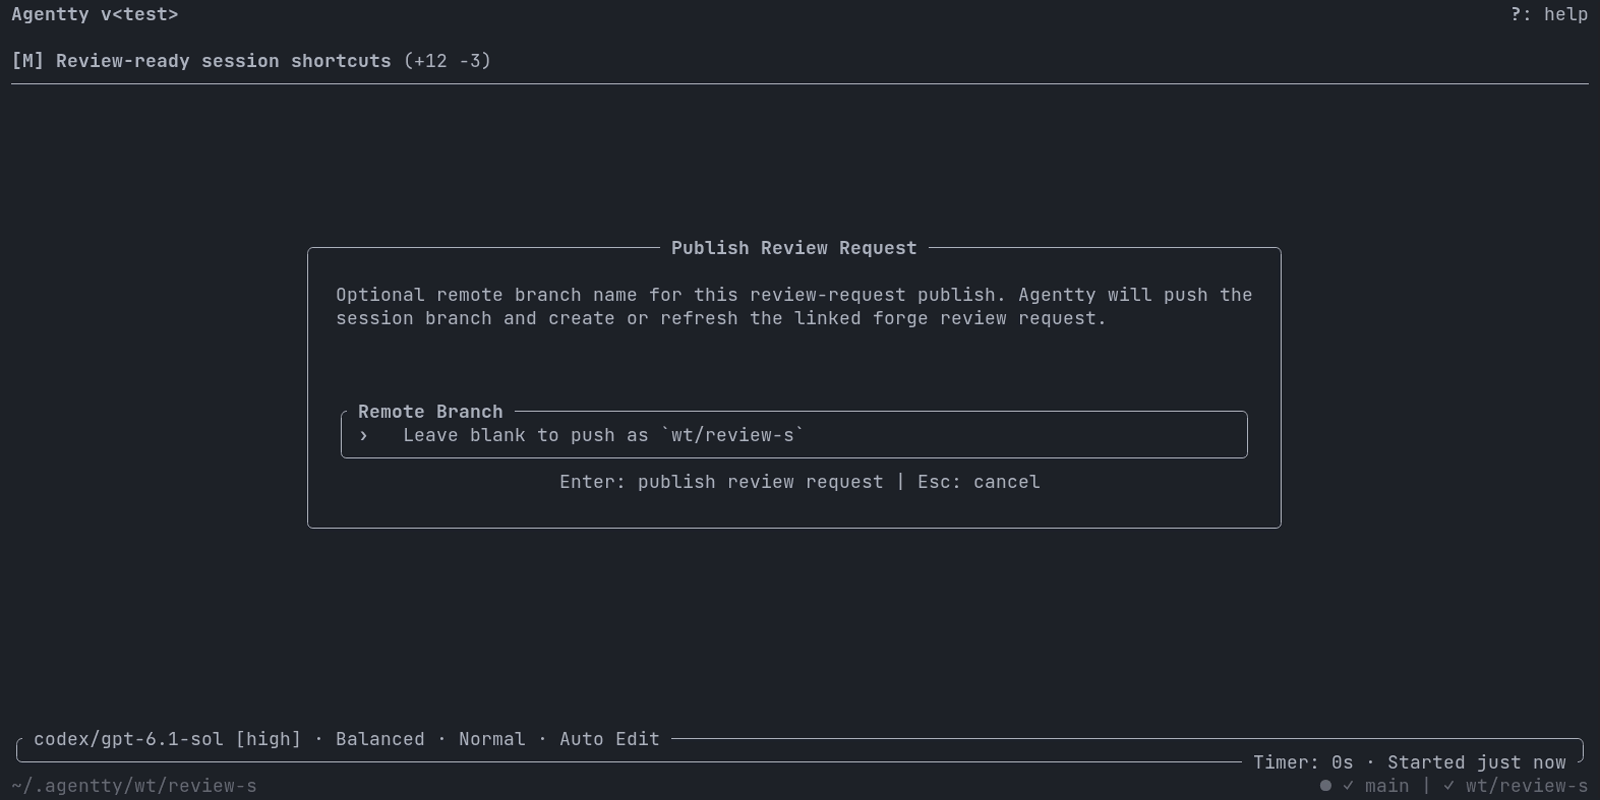 Agentty v<test> ?: help
[M] Review-ready session shortcuts (+12 -3)
Publish Review Request
Optional remote branch name for this review-request publish. Agentty will push the
session branch and create or refresh the linked forge review request.
Remote Branch
› Leave blank to push as `wt/review-s`
Enter: publish review request | Esc: cancel
codex/gpt-6.1-sol [high] · Balanced · Normal · Auto Edit
Timer: 0s · Started just now
~/.agentty/wt/review-s ● ✓ main | ✓ wt/review-s